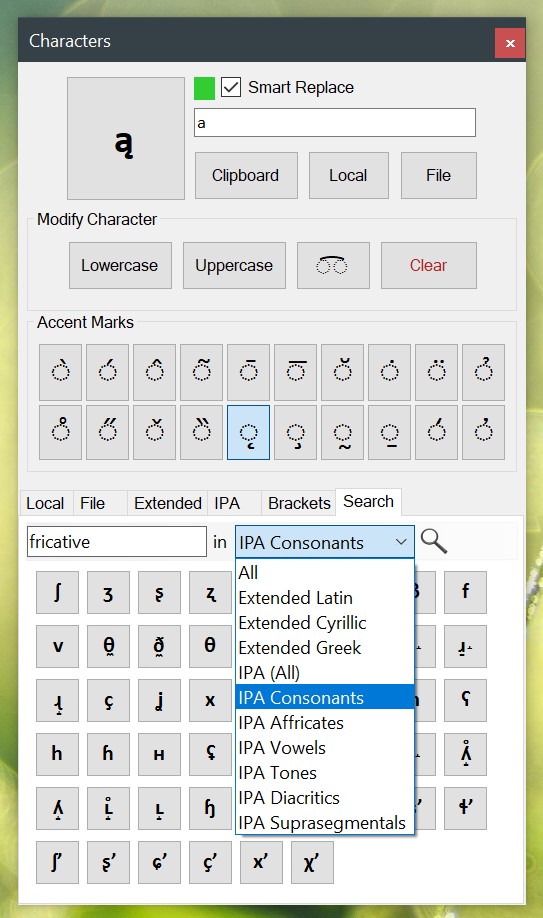 Characters
x
Smart Replace
ą
a
Clipboard Local File
Modify Character
Lowercase Uppercase ◌͡◌ Clear
Accent Marks
◌̀ ◌́ ◌̂ ◌̃ ◌̄ ◌̅ ◌̆ ◌̇ ◌̈ ◌̉
◌̊ ◌̋ ◌̌ ◌̏ ◌̨ ◌̧ ◌̰ ◌̱
Local File Extended IPA Brackets Search
fricative in IPA Consonants
All
Extended Latin
Extended Cyrillic
Extended Greek
IPA (All)
IPA Consonants
IPA Affricates
IPA Vowels
IPA Tones
IPA Diacritics
IPA Suprasegmentals
ʃ ʒ ʂ ʐ f
v θ̼ ð̼ θ
ɻ̝ ç ʝ x ʕ
h ɦ ʜ ʢ ʎ̝̊
ʎ̝ ʟ̝̊ ʟ̝ ɧ ɬʼ
ʃʼ ʂʼ ɕʼ çʼ xʼ χʼ